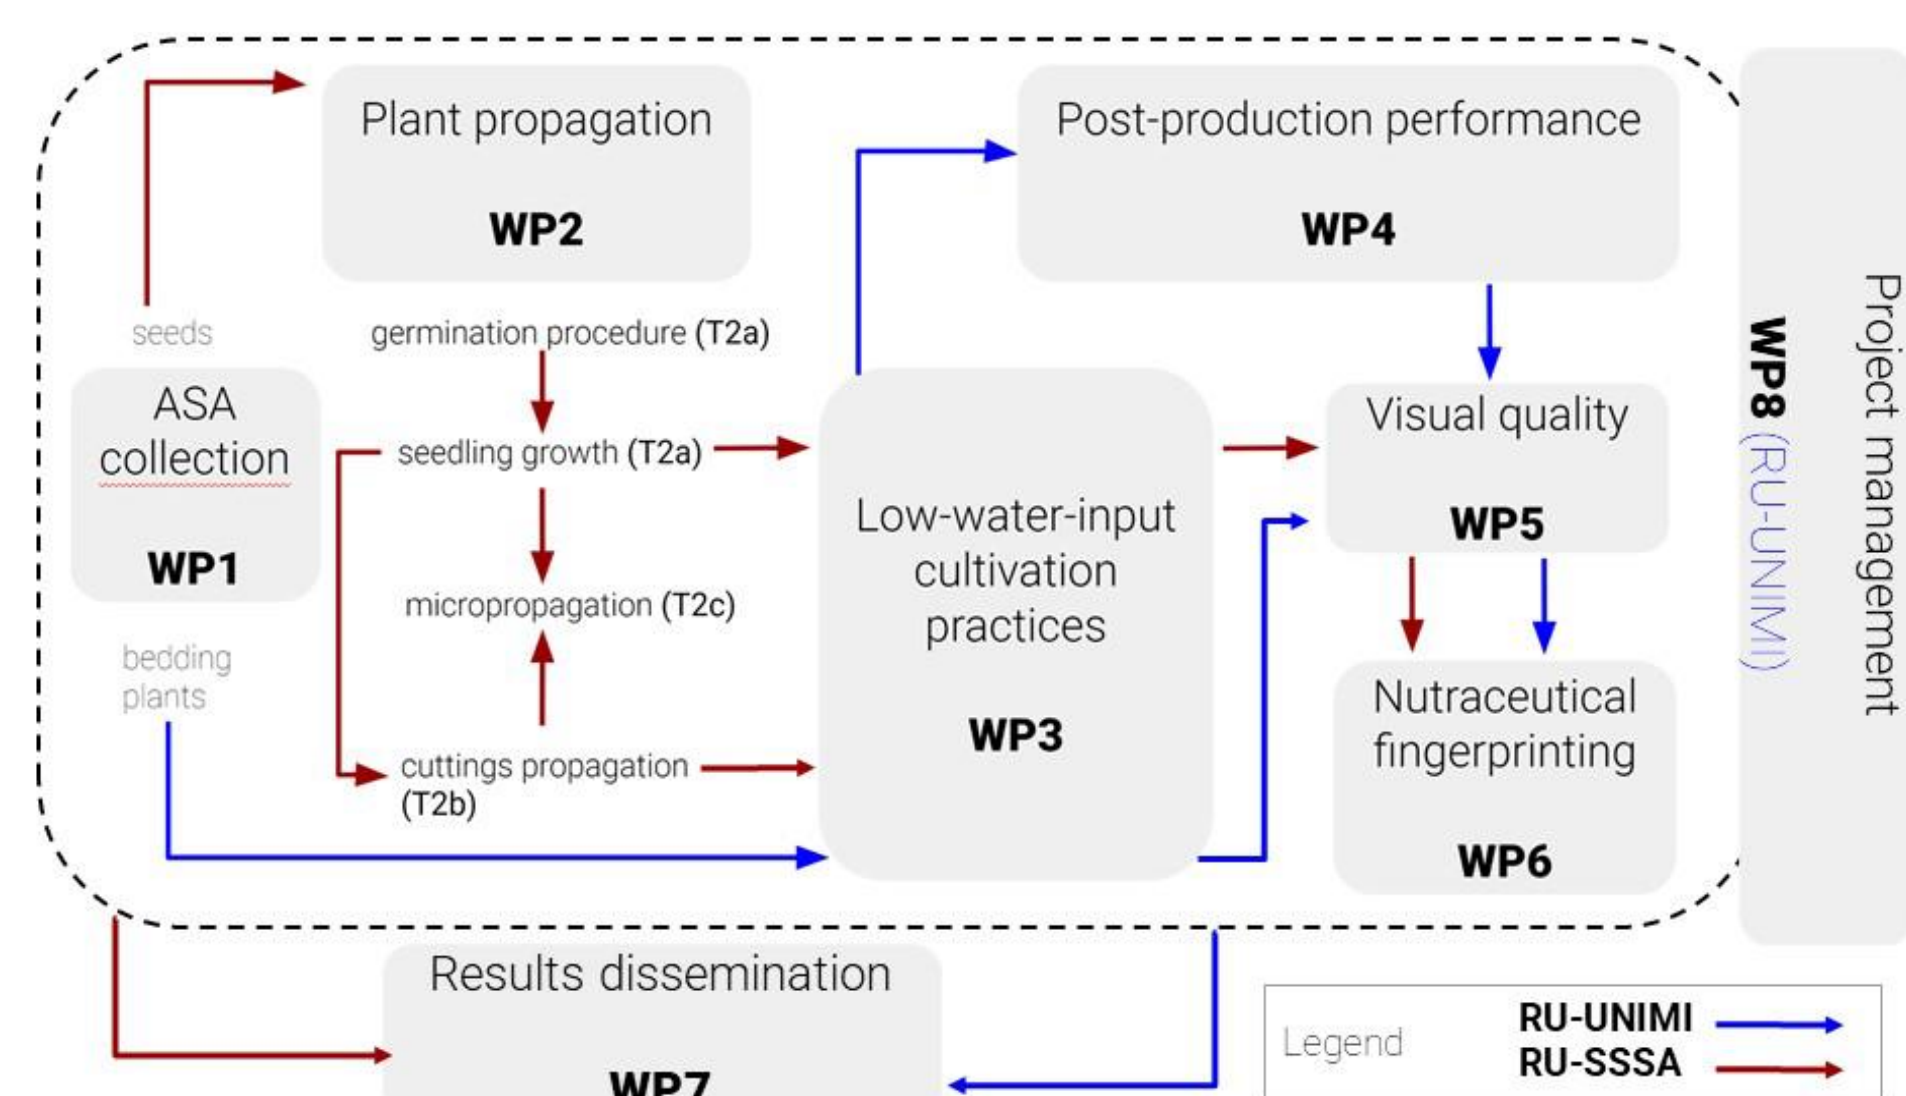 Plant propagation
WP2
Post-production performance
WP4
seeds
germination procedure (T2a)
ASA
collection
WP1
seedling growth (T2a)
micropropagation (T2c)
bedding
plants
cuttings propagation
(T2b)
Low-water-input
cultivation
practices
WP3
Visual quality
WP5
Nutraceutical
fingerprinting
WP6
Project management
WP8 (RU-UNIMI)
Results dissemination
WP7
Legend
RU-UNIMI
RU-SSSA